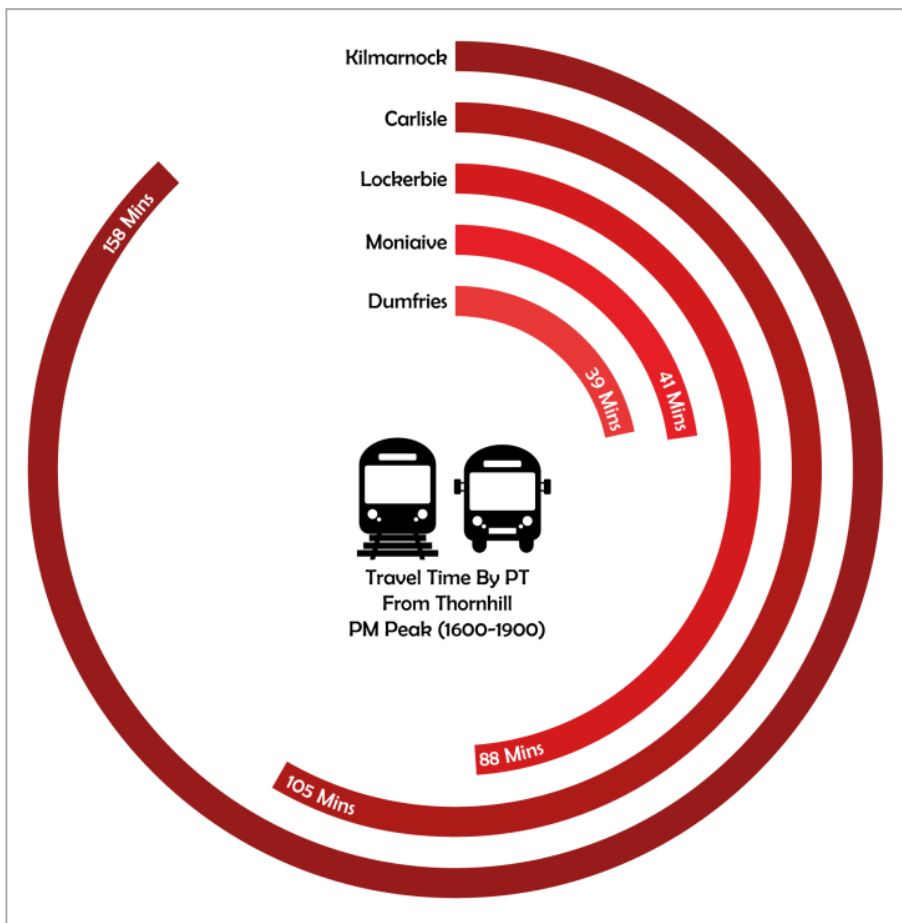 Kilmarnock
Carlisle
Lockerbie
Moniaive
Dumfries
158 Mins
39 Mins
41 Mins
88 Mins
105 Mins
Travel Time By PT
From Thornhill
PM Peak (1600-1900)